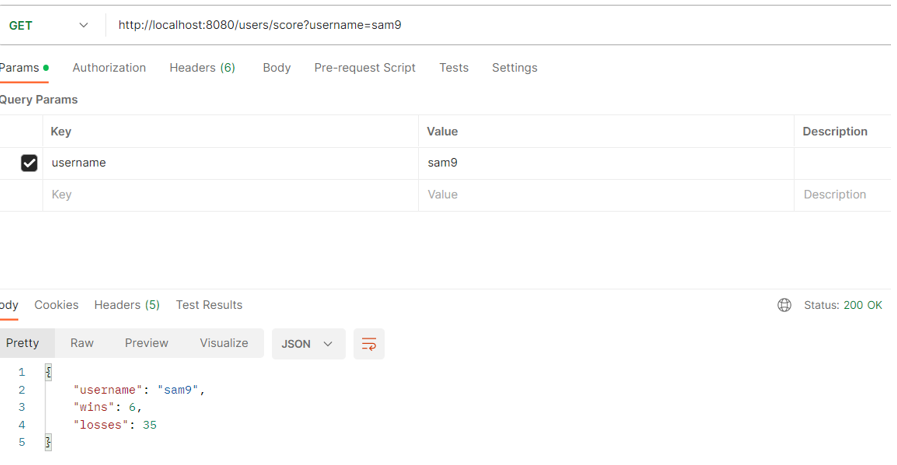 GET http://localhost:8080/users/score?username=sam9
Params Authorization Headers (6) Body Pre-request Script Tests Settings
Query Params
Key Value Description
username sam9
Key Value Description
ody Cookies Headers (5) Test Results Status: 200 OK
Pretty Raw Preview Visualize JSON
1 {
2 "username": "sam9",
3 "wins": 6,
4 "losses": 35
5 }